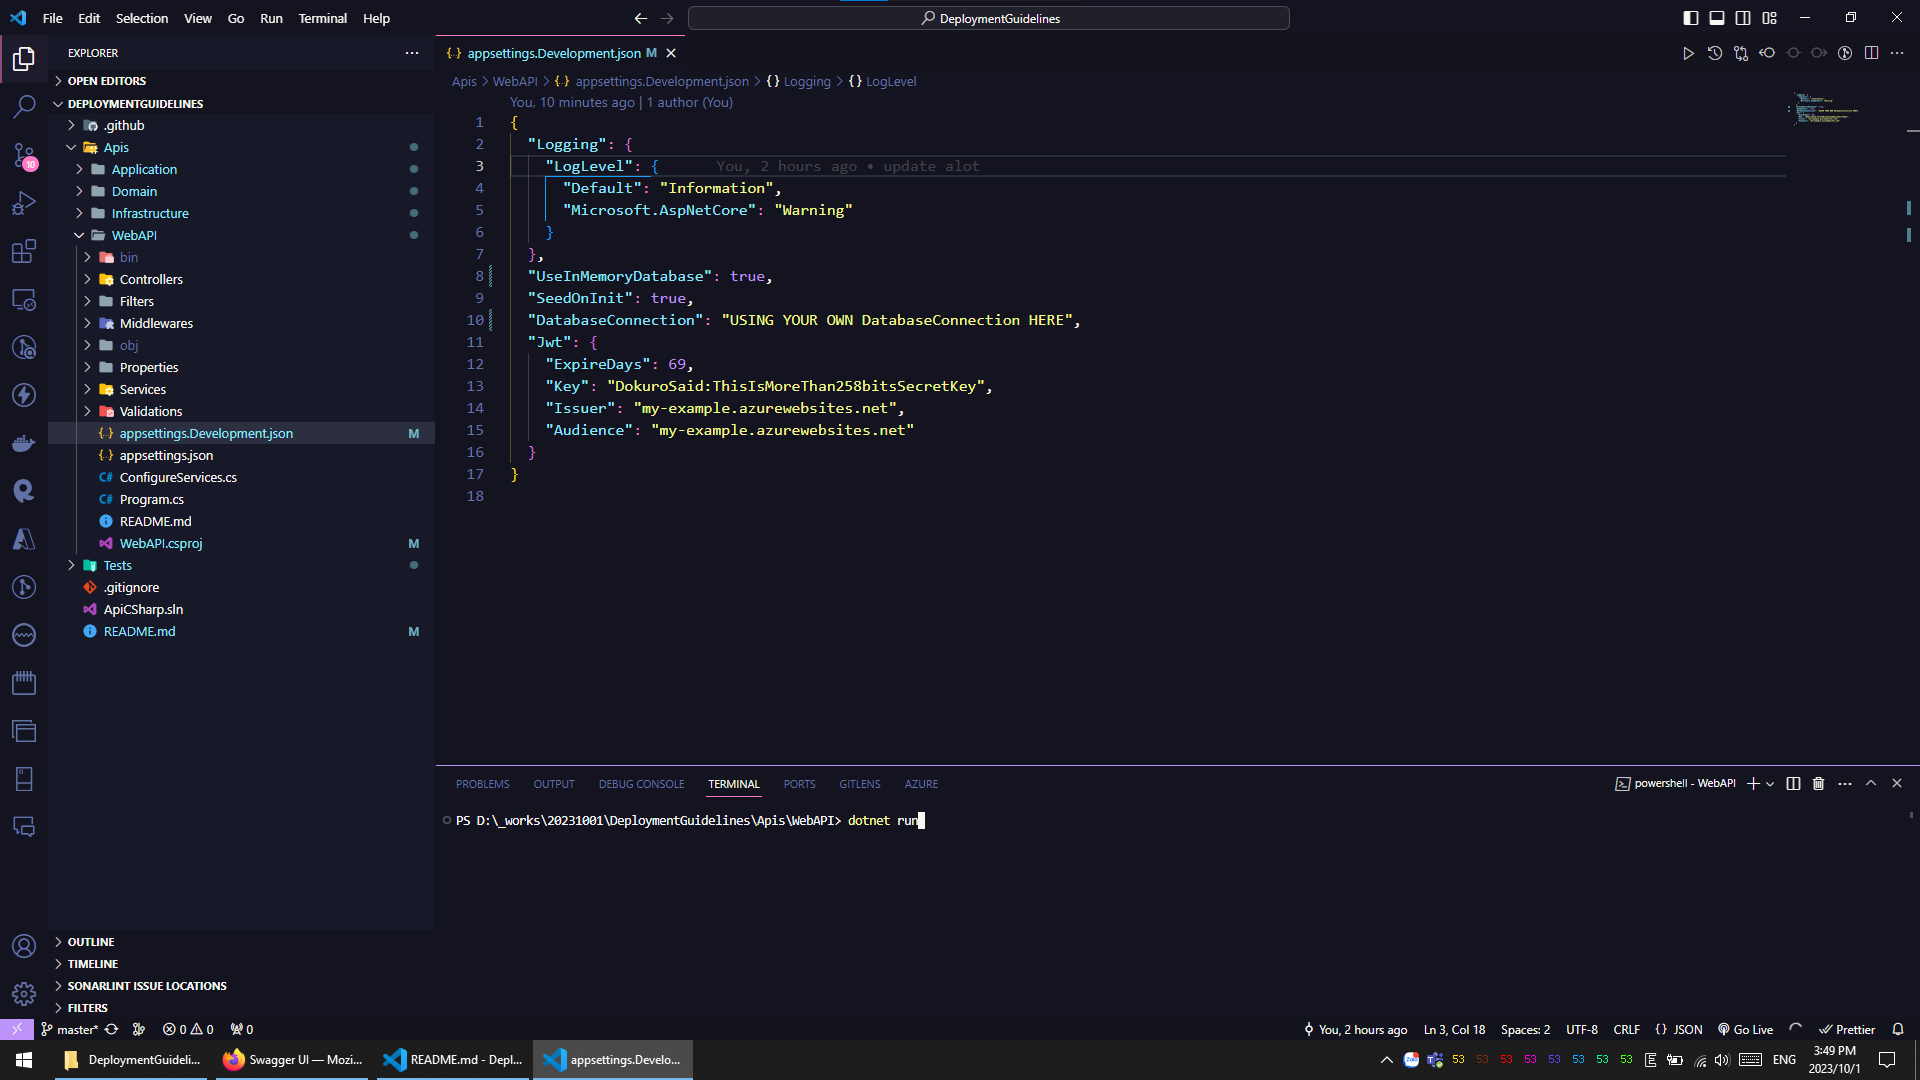 File Edit Selection View Go Run Terminal Help
DeploymentGuidelines
EXPLORER
OPEN EDITORS
DEPLOYMENTGUIDELINES
.github
Apis
Application
Domain
Infrastructure
WebAPI
bin
Controllers
Filters
Middlewares
obj
Properties
Services
Validations
appsettings.Development.json M
appsettings.json
ConfigureServices.cs
Program.cs
README.md
WebAPI.csproj M
Tests
.gitignore
ApiCSharp.sln
README.md M
OUTLINE
TIMELINE
SONARLINT ISSUE LOCATIONS
FILTERS
10
appsettings.Development.json M
Apis > WebAPI > {} appsettings.Development.json > {} Logging > {} LogLevel
You, 10 minutes ago | 1 author (You)
1 {
2 "Logging": {
3 "LogLevel": { You, 2 hours ago • update alot
4 "Default": "Information",
5 "Microsoft.AspNetCore": "Warning"
6 }
7 },
8 "UseInMemoryDatabase": true,
9 "SeedOnInit": true,
10 "DatabaseConnection": "USING YOUR OWN DatabaseConnection HERE",
11 "Jwt": {
12 "ExpireDays": 69,
13 "Key": "DokuroSaid:ThisIsMoreThan258bitsSecretKey",
14 "Issuer": "my-example.azurewebsites.net",
15 "Audience": "my-example.azurewebsites.net"
16 }
17 }
18
PROBLEMS OUTPUT DEBUG CONSOLE TERMINAL PORTS GITLENS AZURE
powershell - WebAPI
PS D:\_works\20231001\DeploymentGuidelines\Apis\WebAPI> dotnet run
master* 0 0 0
You, 2 hours ago Ln 3, Col 18 Spaces: 2 UTF-8 CRLF {} JSON Go Live Prettier
DeploymentGuideli... Swagger UI — Mozi... README.md - Depl... appsettings.Develo...
53 53 53 53 53 53 53 53 ENG
3:49 PM
2023/10/1